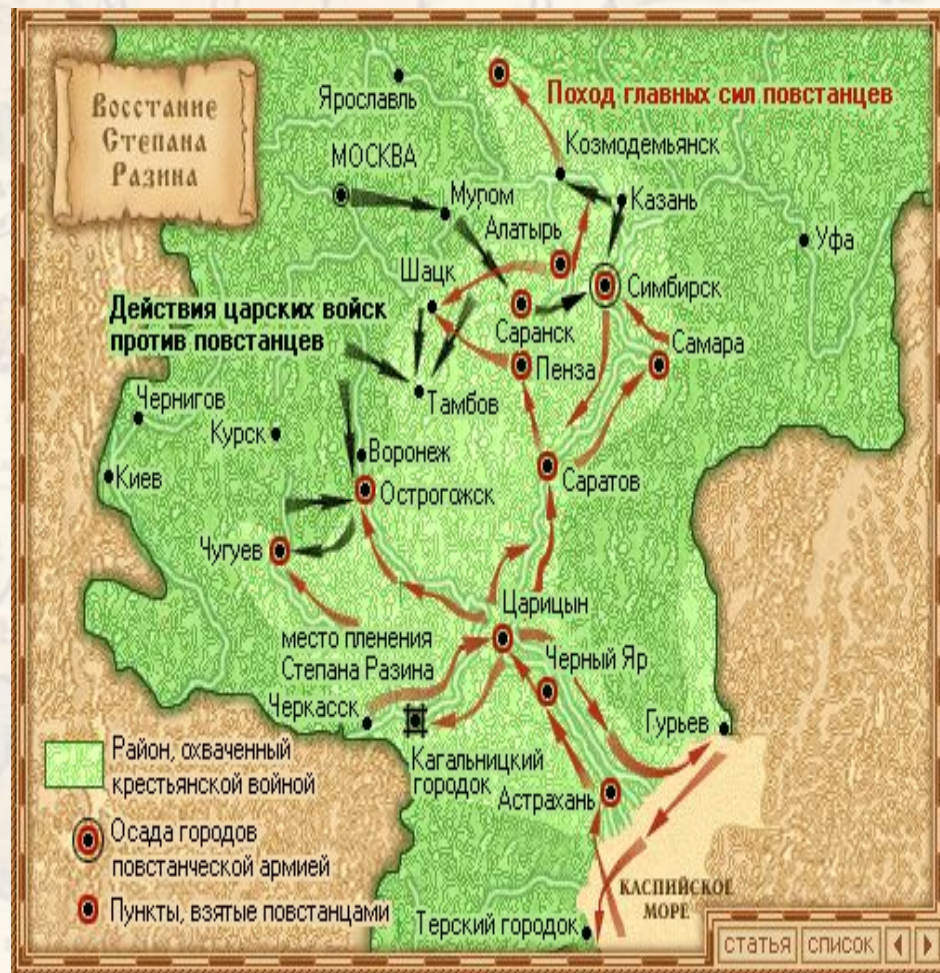 Восстание
Степана
Разина
Ярославль
Поход главных сил повстанцев
МОСКВА
Козмодемьянск
Муром
Казань
Алатырь
Уфа
Шацк
Симбирск
Действия царских войск
против повстанцев
Саранск
Самара
Пенза
Чернигов
Тамбов
Курск
Воронеж
Киев
Острогожск
Саратов
Чугуев
Царицын
место пленения
Степана Разина
Черный Яр
Черкасск
Гурьев
Район, охваченный
крестьянской войной
Кагальницкий
городок
Астрахань
Осада городов
повстанческой армией
КАСПИЙСКОЕ
МОРЕ
Пункты, взятые повстанцами
Терский городок
статья
список